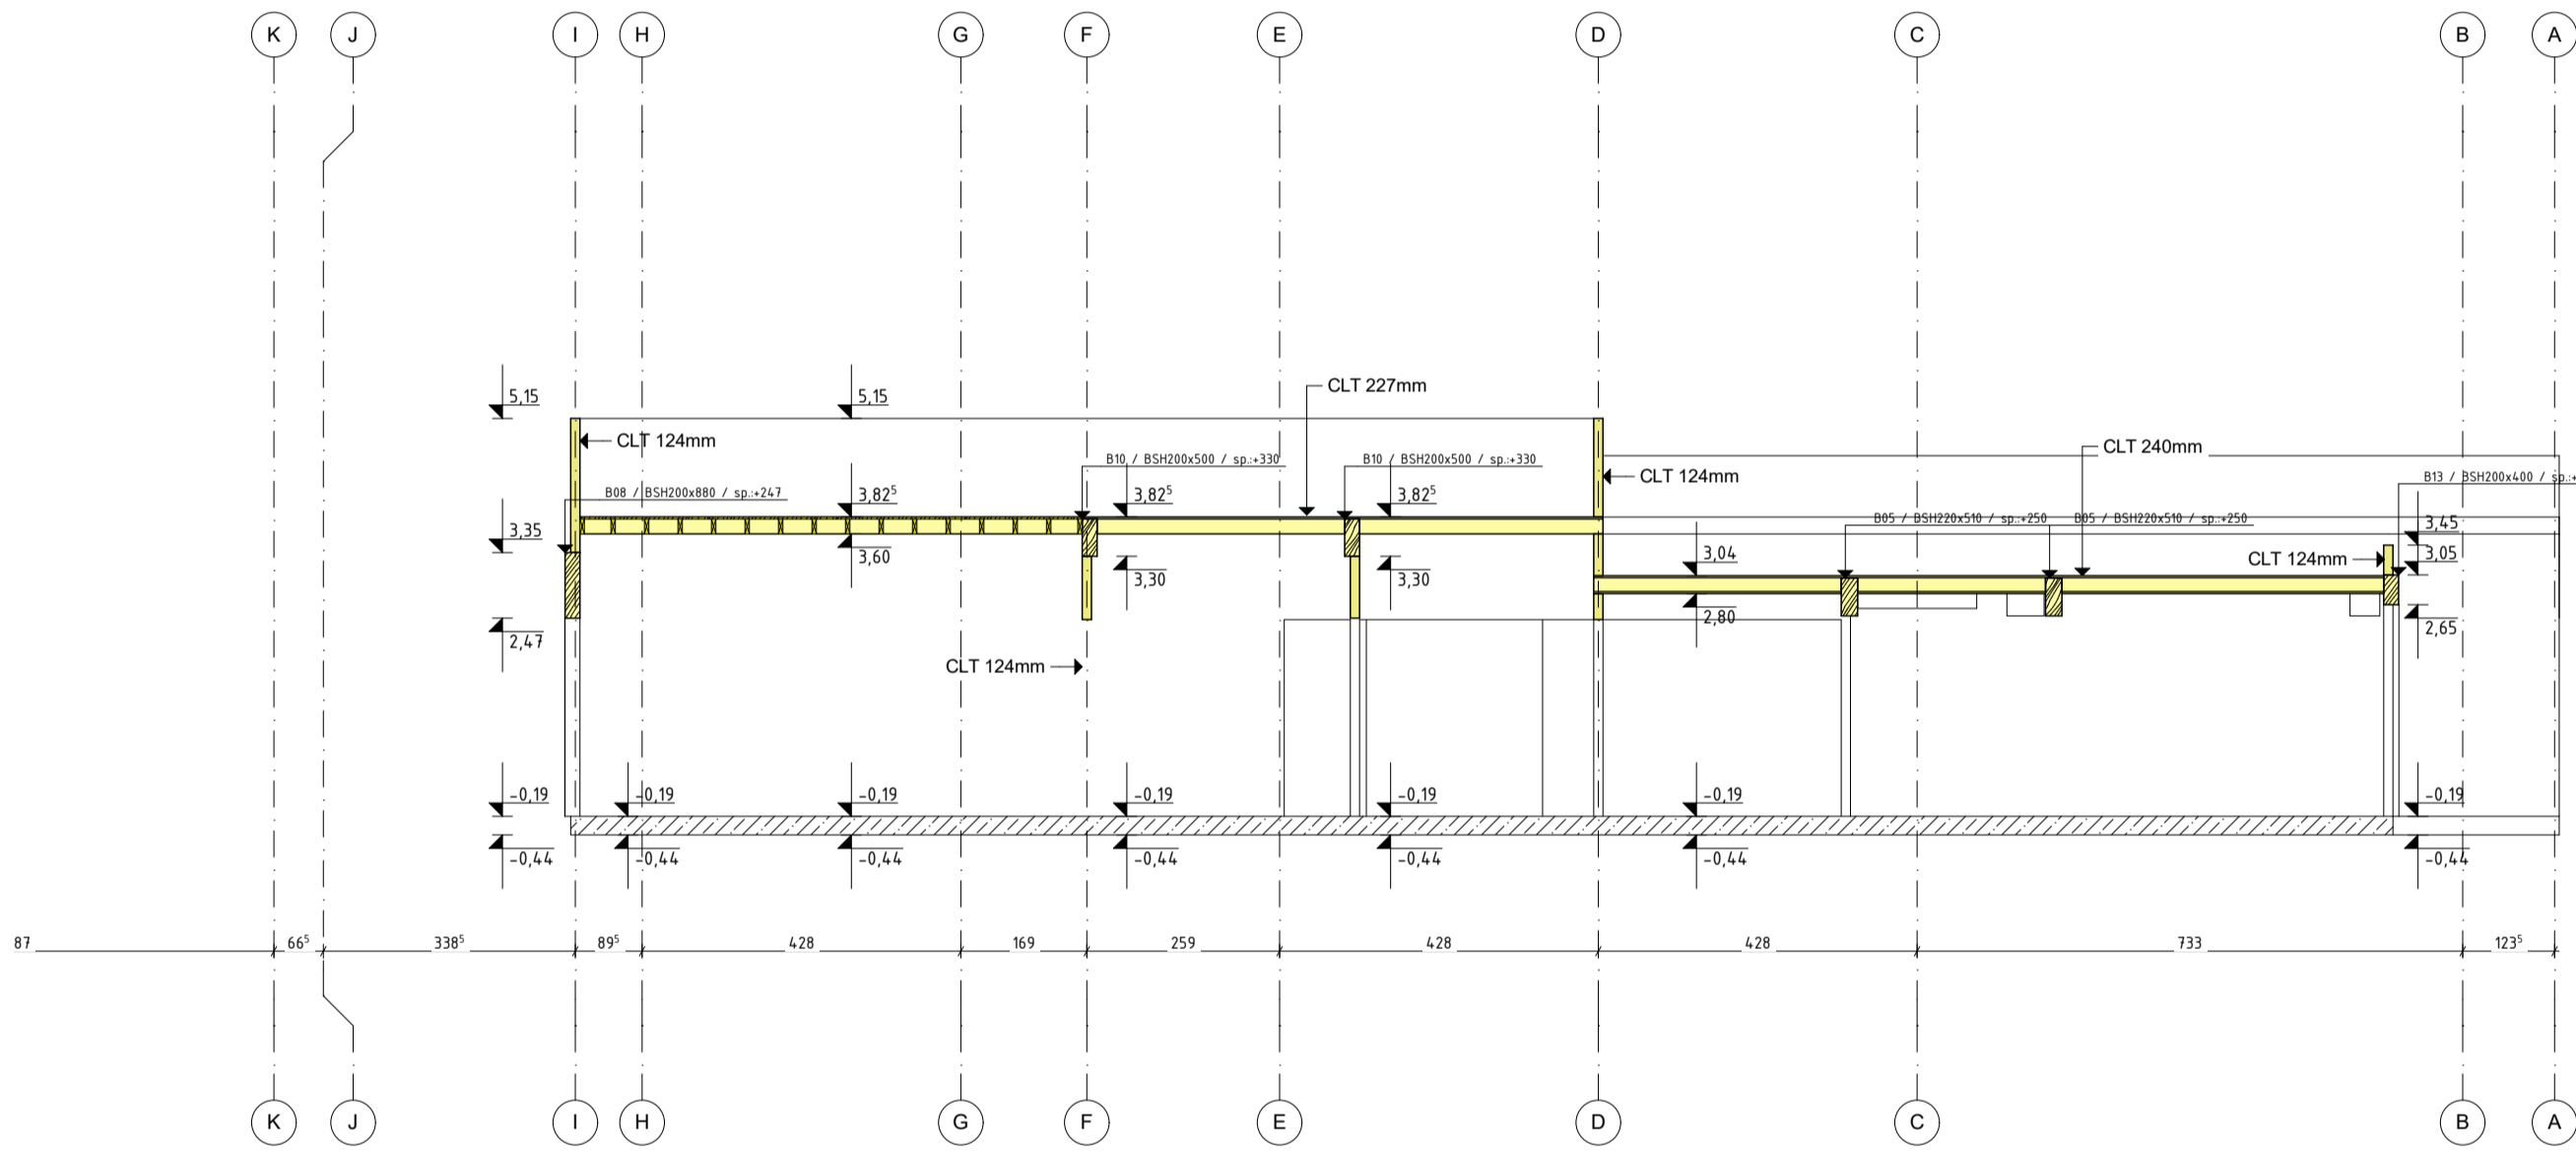 K J I H G F E D C B A
5,15 5,15
CLT 227mm
CLT 124mm
CLT 240mm
B10 / BSH200x500 / sp.:+330 B10 / BSH200x500 / sp.:+330
CLT 124mm
B13 / BSH200x400 / sp.:+
B08 / BSH200x880 / sp.:+247
3,82⁵ 3,82⁵ 3,82⁵
B05 / BSH220x510 / sp.:+250 B05 / BSH220x510 / sp.:+250
3,35
3,45
3,60
3,04
CLT 124mm
3,05
3,30 3,30
2,80
2,47
2,65
CLT 124mm
-0,19 -0,19 -0,19 -0,19 -0,19 -0,19 -0,19
-0,44 -0,44 -0,44 -0,44 -0,44 -0,44 -0,44
87 66⁵ 338⁵ 89⁵ 428 169 259 428 428 733 123⁵
K J I H G F E D C B A